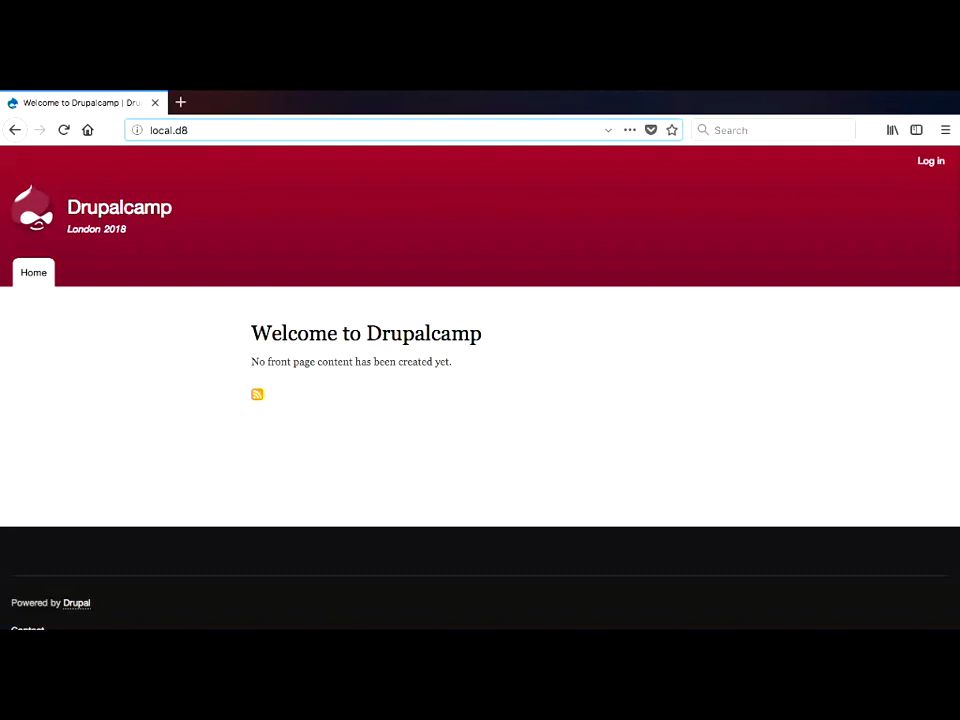 Welcome to Drupalcamp | Dru
local.d8
Search
Log in
Drupalcamp
London 2018
Home
Welcome to Drupalcamp
No front page content has been created yet.
Powered by Drupal
Contact